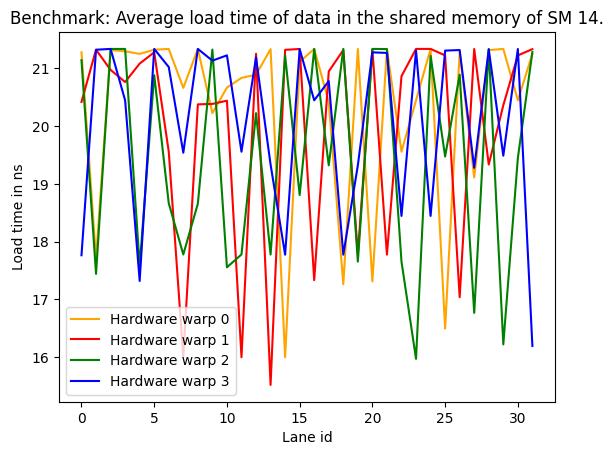 Benchmark: Average load time of data in the shared memory of SM 14.
Load time in ns
21
20
19
18
17
16
Hardware warp 0
Hardware warp 1
Hardware warp 2
Hardware warp 3
0 5 10 15 20 25 30
Lane id